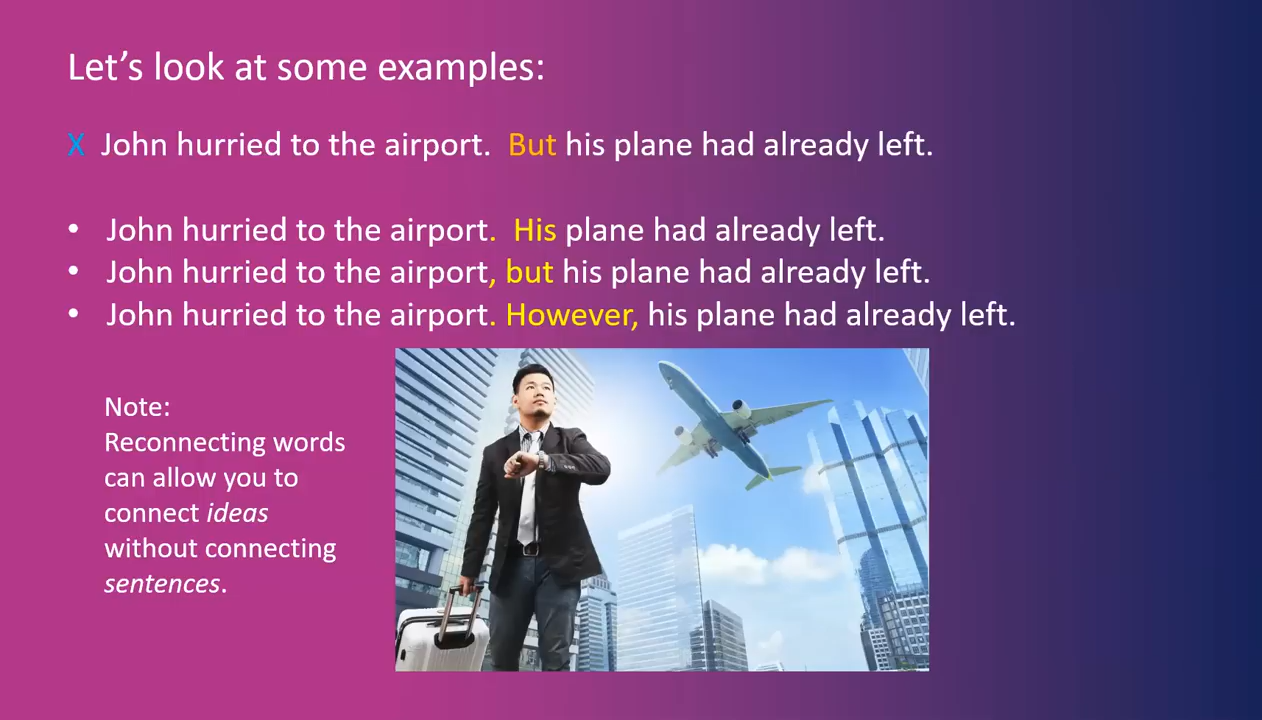 Let’s look at some examples:
X John hurried to the airport. But his plane had already left.
• John hurried to the airport. His plane had already left.
• John hurried to the airport, but his plane had already left.
• John hurried to the airport. However, his plane had already left.
Note:
Reconnecting words
can allow you to
connect ideas
without connecting
sentences.